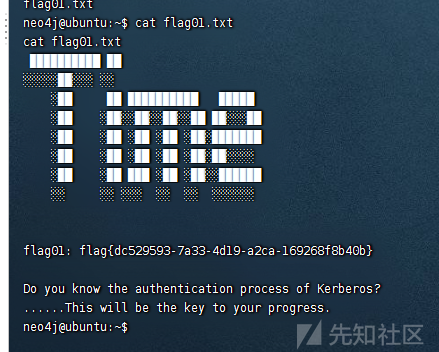 flag01.txt
neo4j@ubuntu:~$ cat flag01.txt
cat flag01.txt
Time
flag01: flag{dc529593-7a33-4d19-a2ca-169268f8b40b}
Do you know the authentication process of Kerberos?
......This will be the key to your progress.
neo4j@ubuntu:~$
先知社区